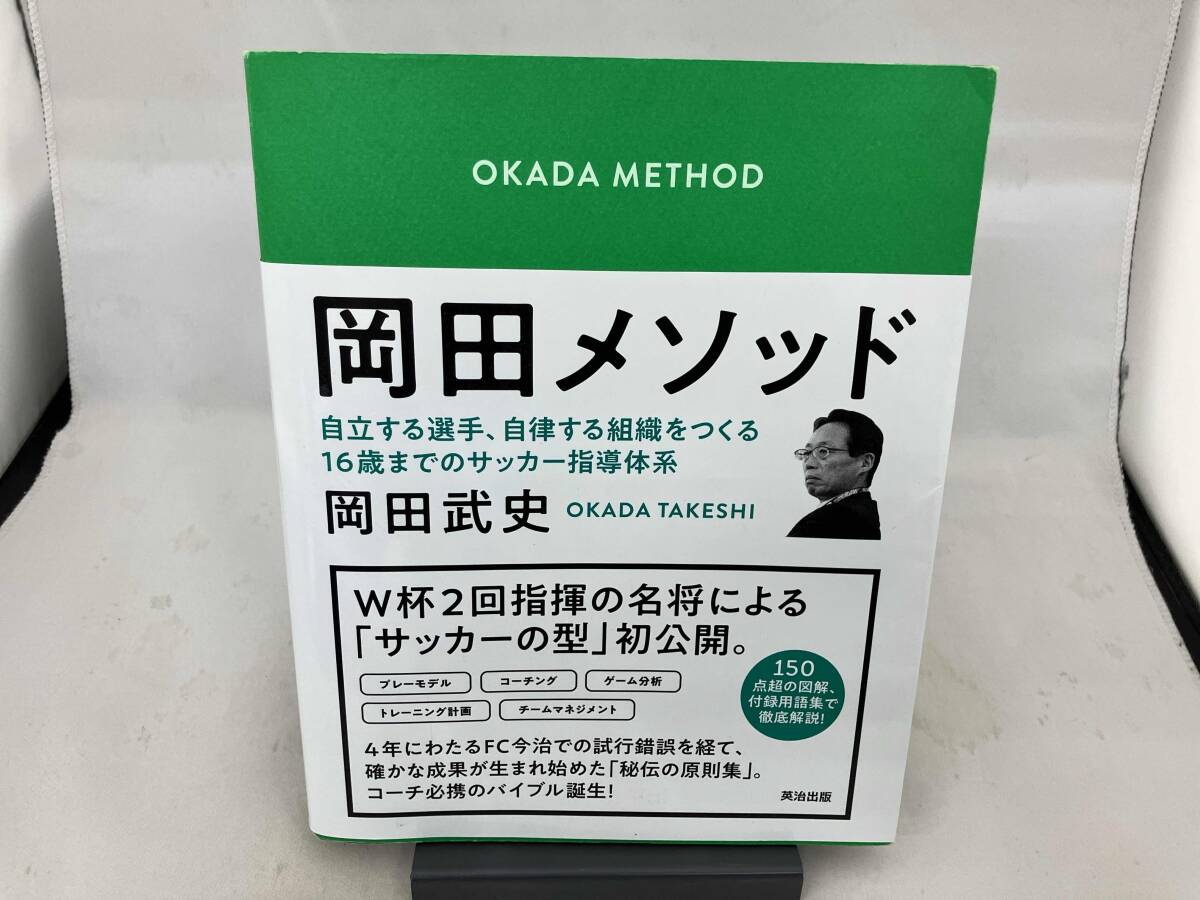 OKADA METHOD
岡田メソッド
自立する選手、自律する組織をつくる
16歳までのサッカー指導体系
岡田武史 OKADA TAKESHI
W杯2回指揮の名将による
「サッカーの型」初公開。
プレーモデル コーチング ゲーム分析
トレーニング計画 チームマネジメント
150
点超の図解、
付録用語集で
徹底解説!
4年にわたるFC今治での試行錯誤を経て、
確かな成果が生まれ始めた「秘伝の原則集」。
コーチ必携のバイブル誕生!
英治出版